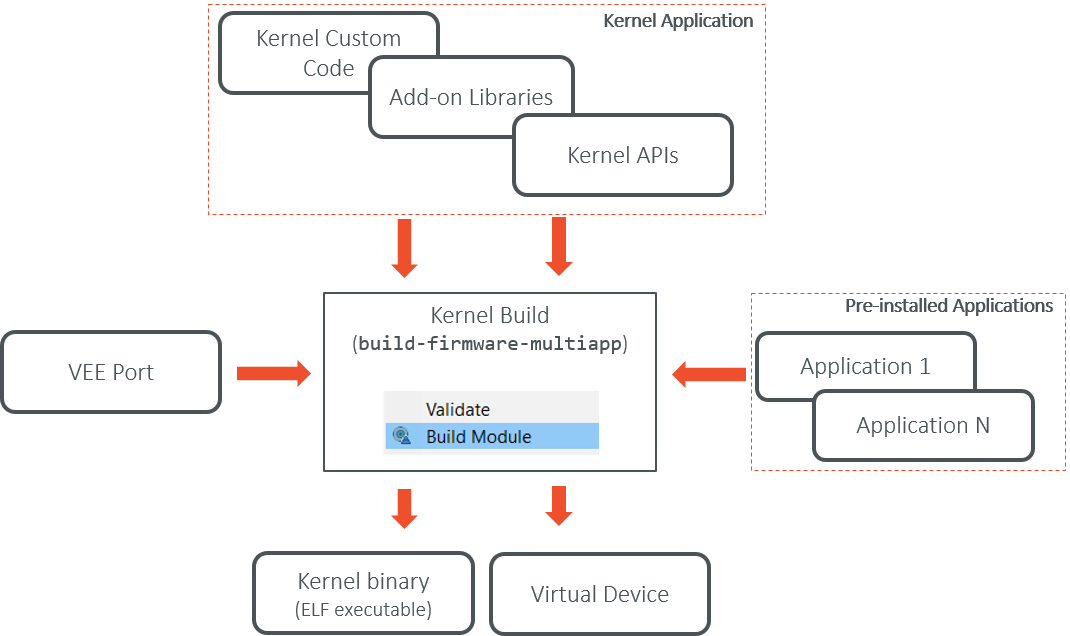 Kernel Application
Kernel Custom
Code
Add-on Libraries
Kernel APIs
Kernel Build
(build-firmware-multiapp)
Validate
Build Module
VEE Port
Pre-installed Applications
Application 1
Application N
Kernel binary
(ELF executable)
Virtual Device